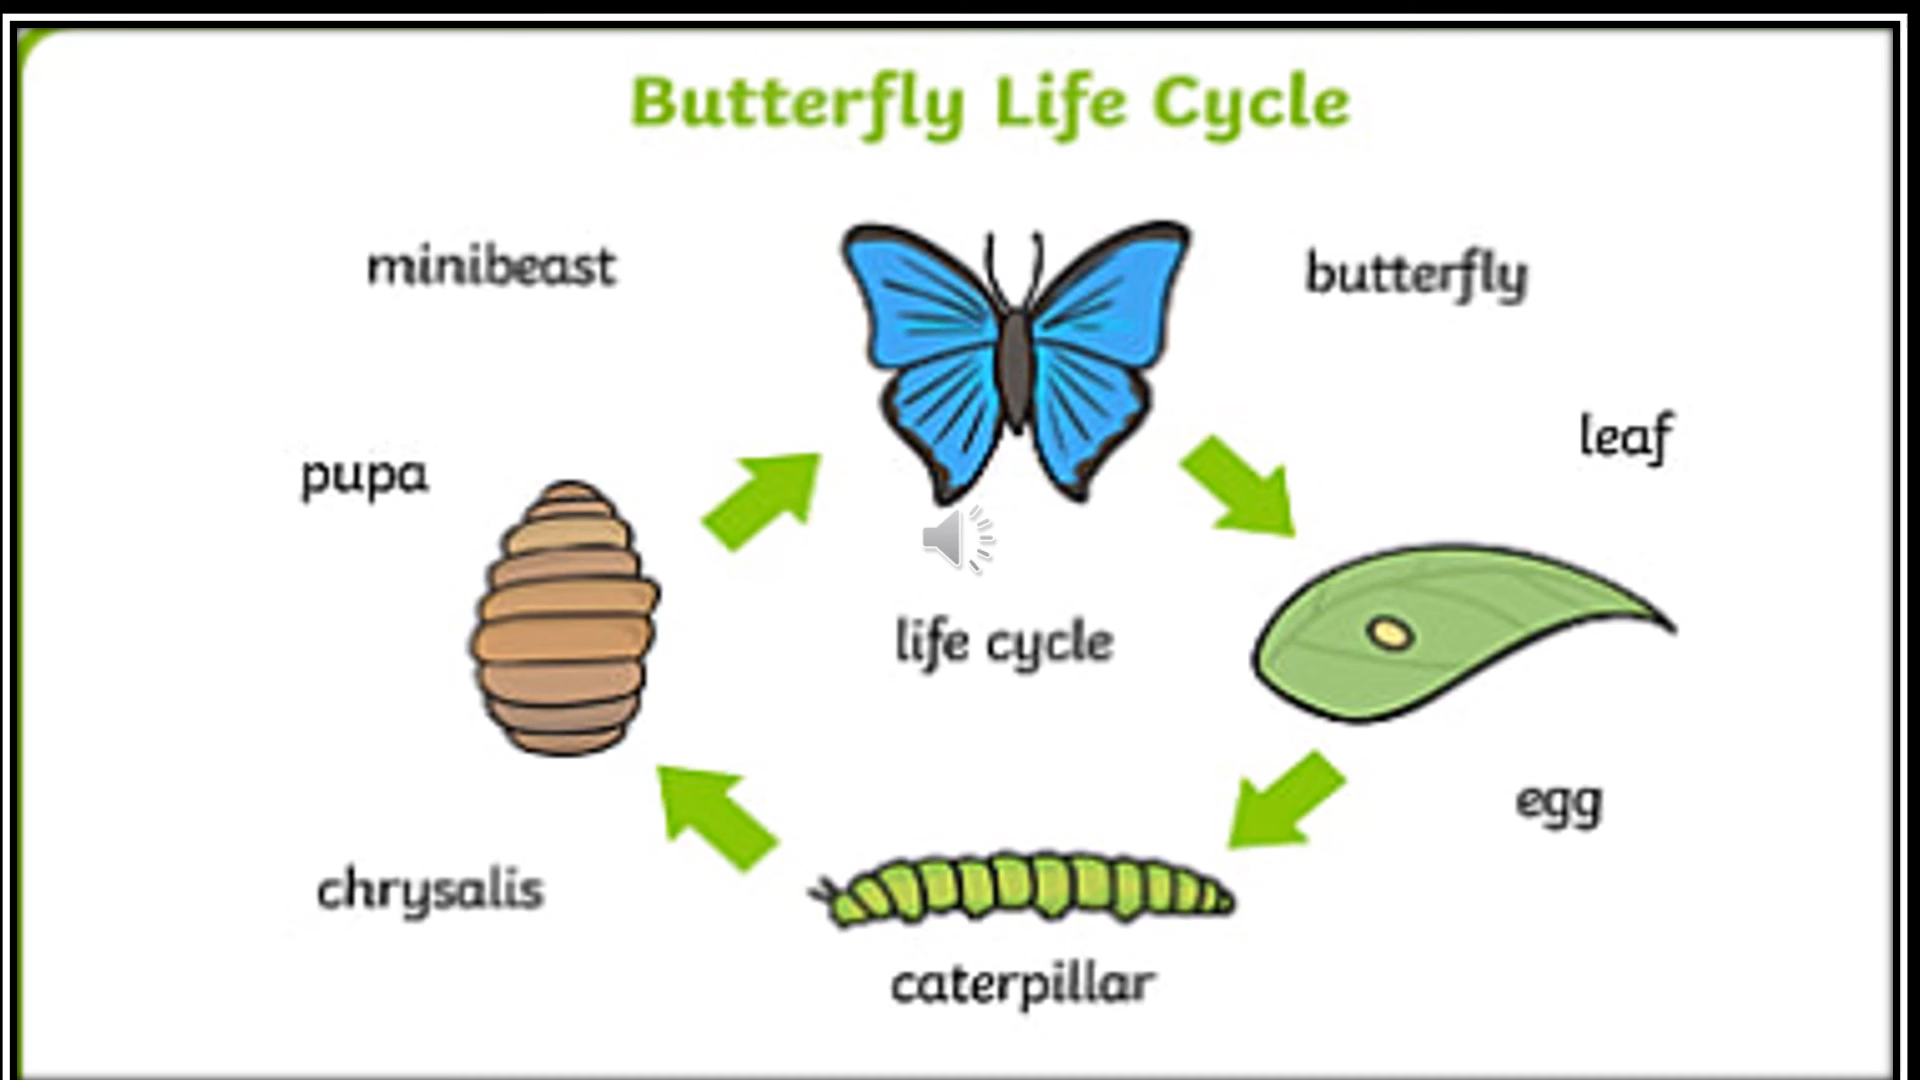 Butterfly Life Cycle
minibeast
butterfly
leaf
pupa
life cycle
egg
chrysalis
caterpillar